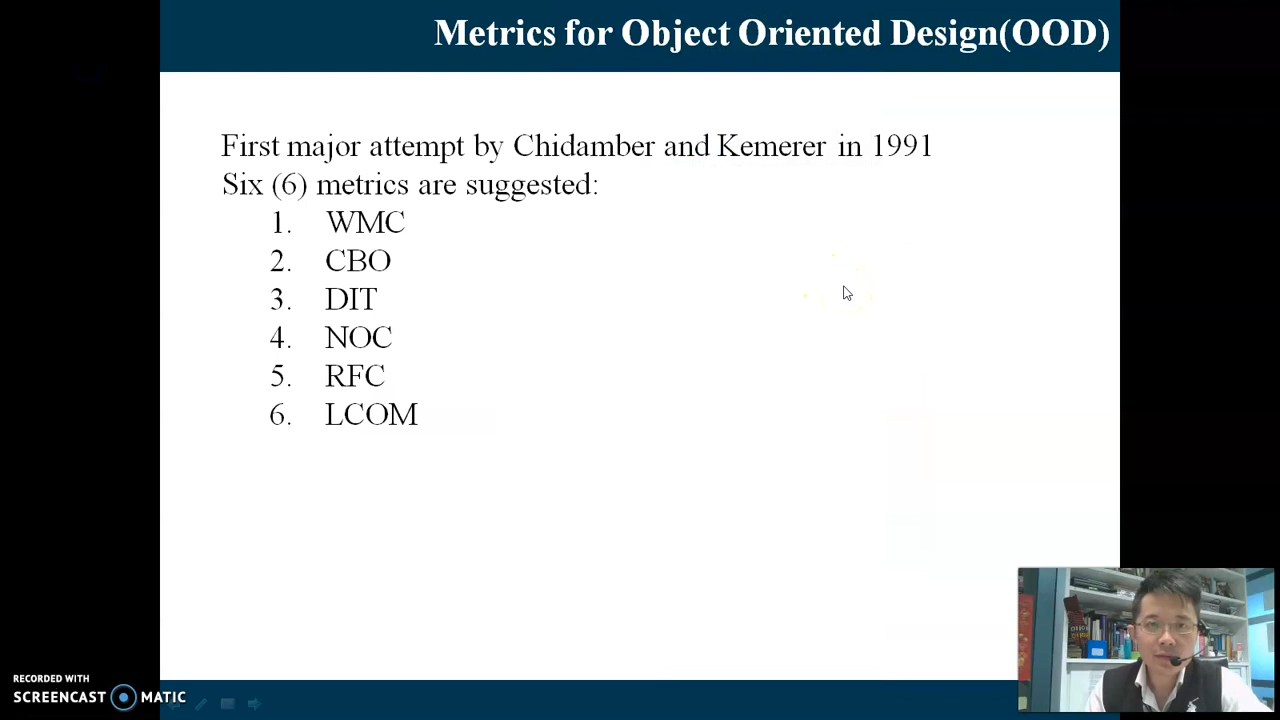 Metrics for Object Oriented Design(OOD)
First major attempt by Chidamber and Kemerer in 1991
Six (6) metrics are suggested:
1. WMC
2. CBO
3. DIT
4. NOC
5. RFC
6. LCOM
RECORDED WITH
SCREENCAST MATIC